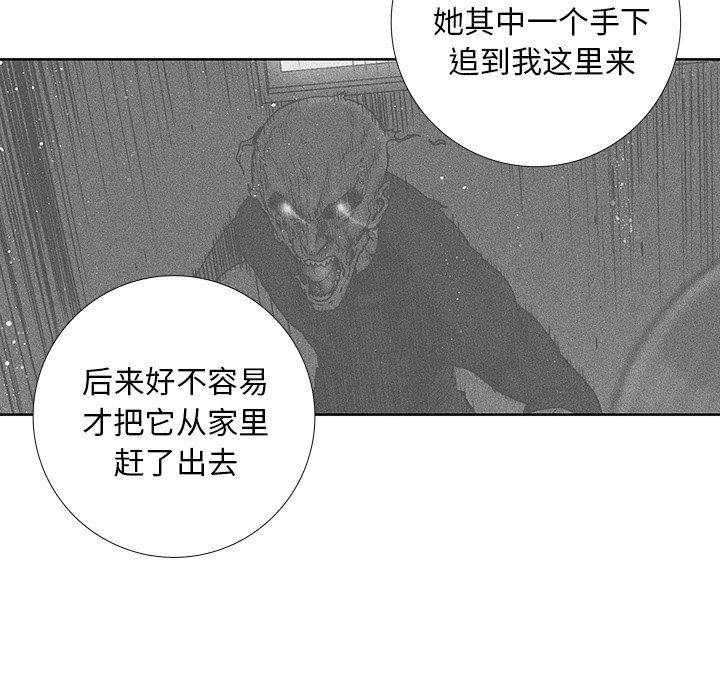 她其中一个手下
追到我这里来
后来好不容易
才把它从家里
赶了出去